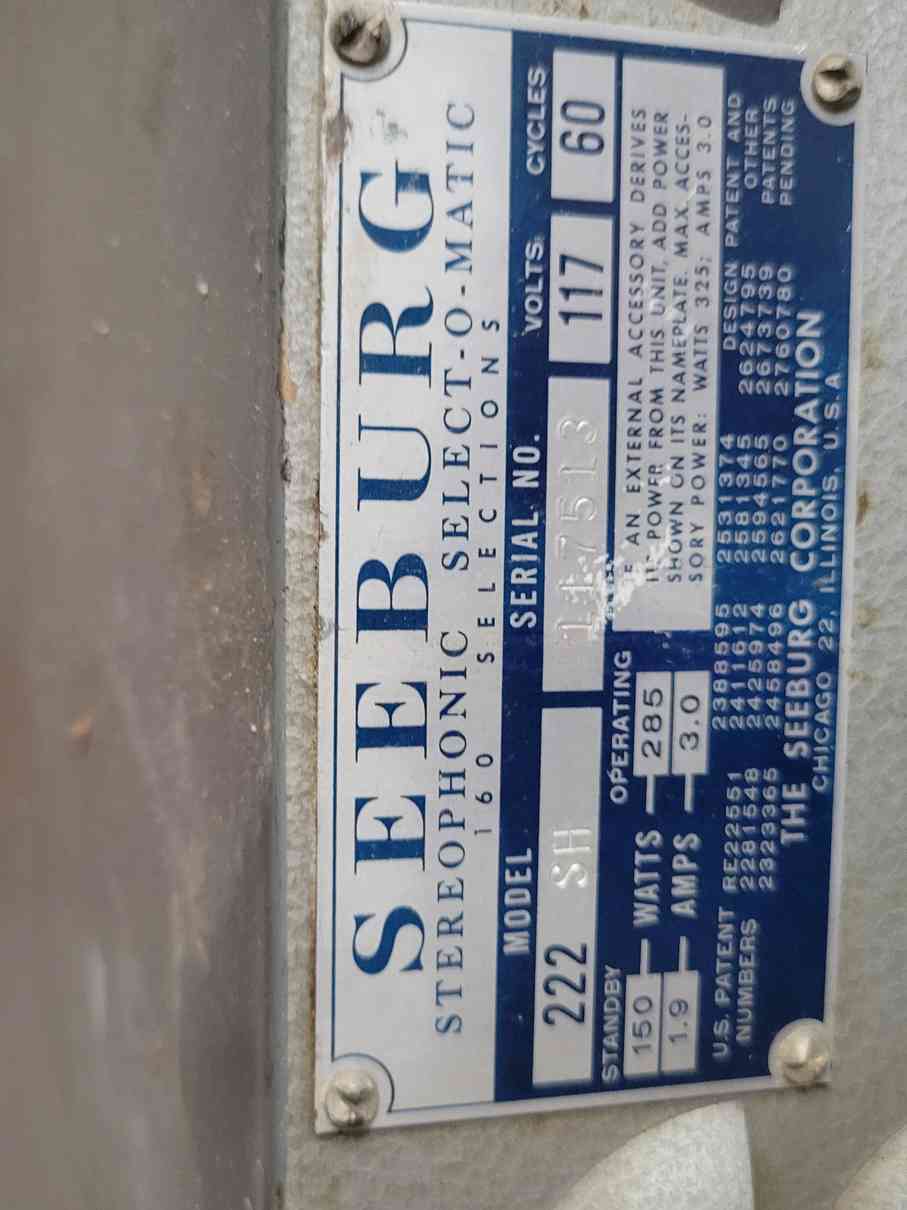 SEEBURG
STEREOPHONIC SELECT-O-MATIC
160 SELECTIONS
MODEL SERIAL NO. VOLTS CYCLES
222 SH 117513 117 60
STANDBY OPERATING
150 WATTS 285
1.9 AMPS 3.0
IF AN EXTERNAL ACCESSORY DERIVES
ITS POWER FROM THIS UNIT, ADD POWER
SHOWN ON ITS NAMEPLATE. MAX. ACCES-
SORY POWER: WATTS 325; AMPS 3.0
U.S. PATENT RE22551 2388595 2531374 DESIGN PATENT AND
NUMBERS 2281548 2411612 2581345 2624795 OTHER
2323365 2425974 2594565 2673739 PATENTS
2458496 2621770 2760780 PENDING
THE SEEBURG CORPORATION
CHICAGO 22, ILLINOIS, U.S.A